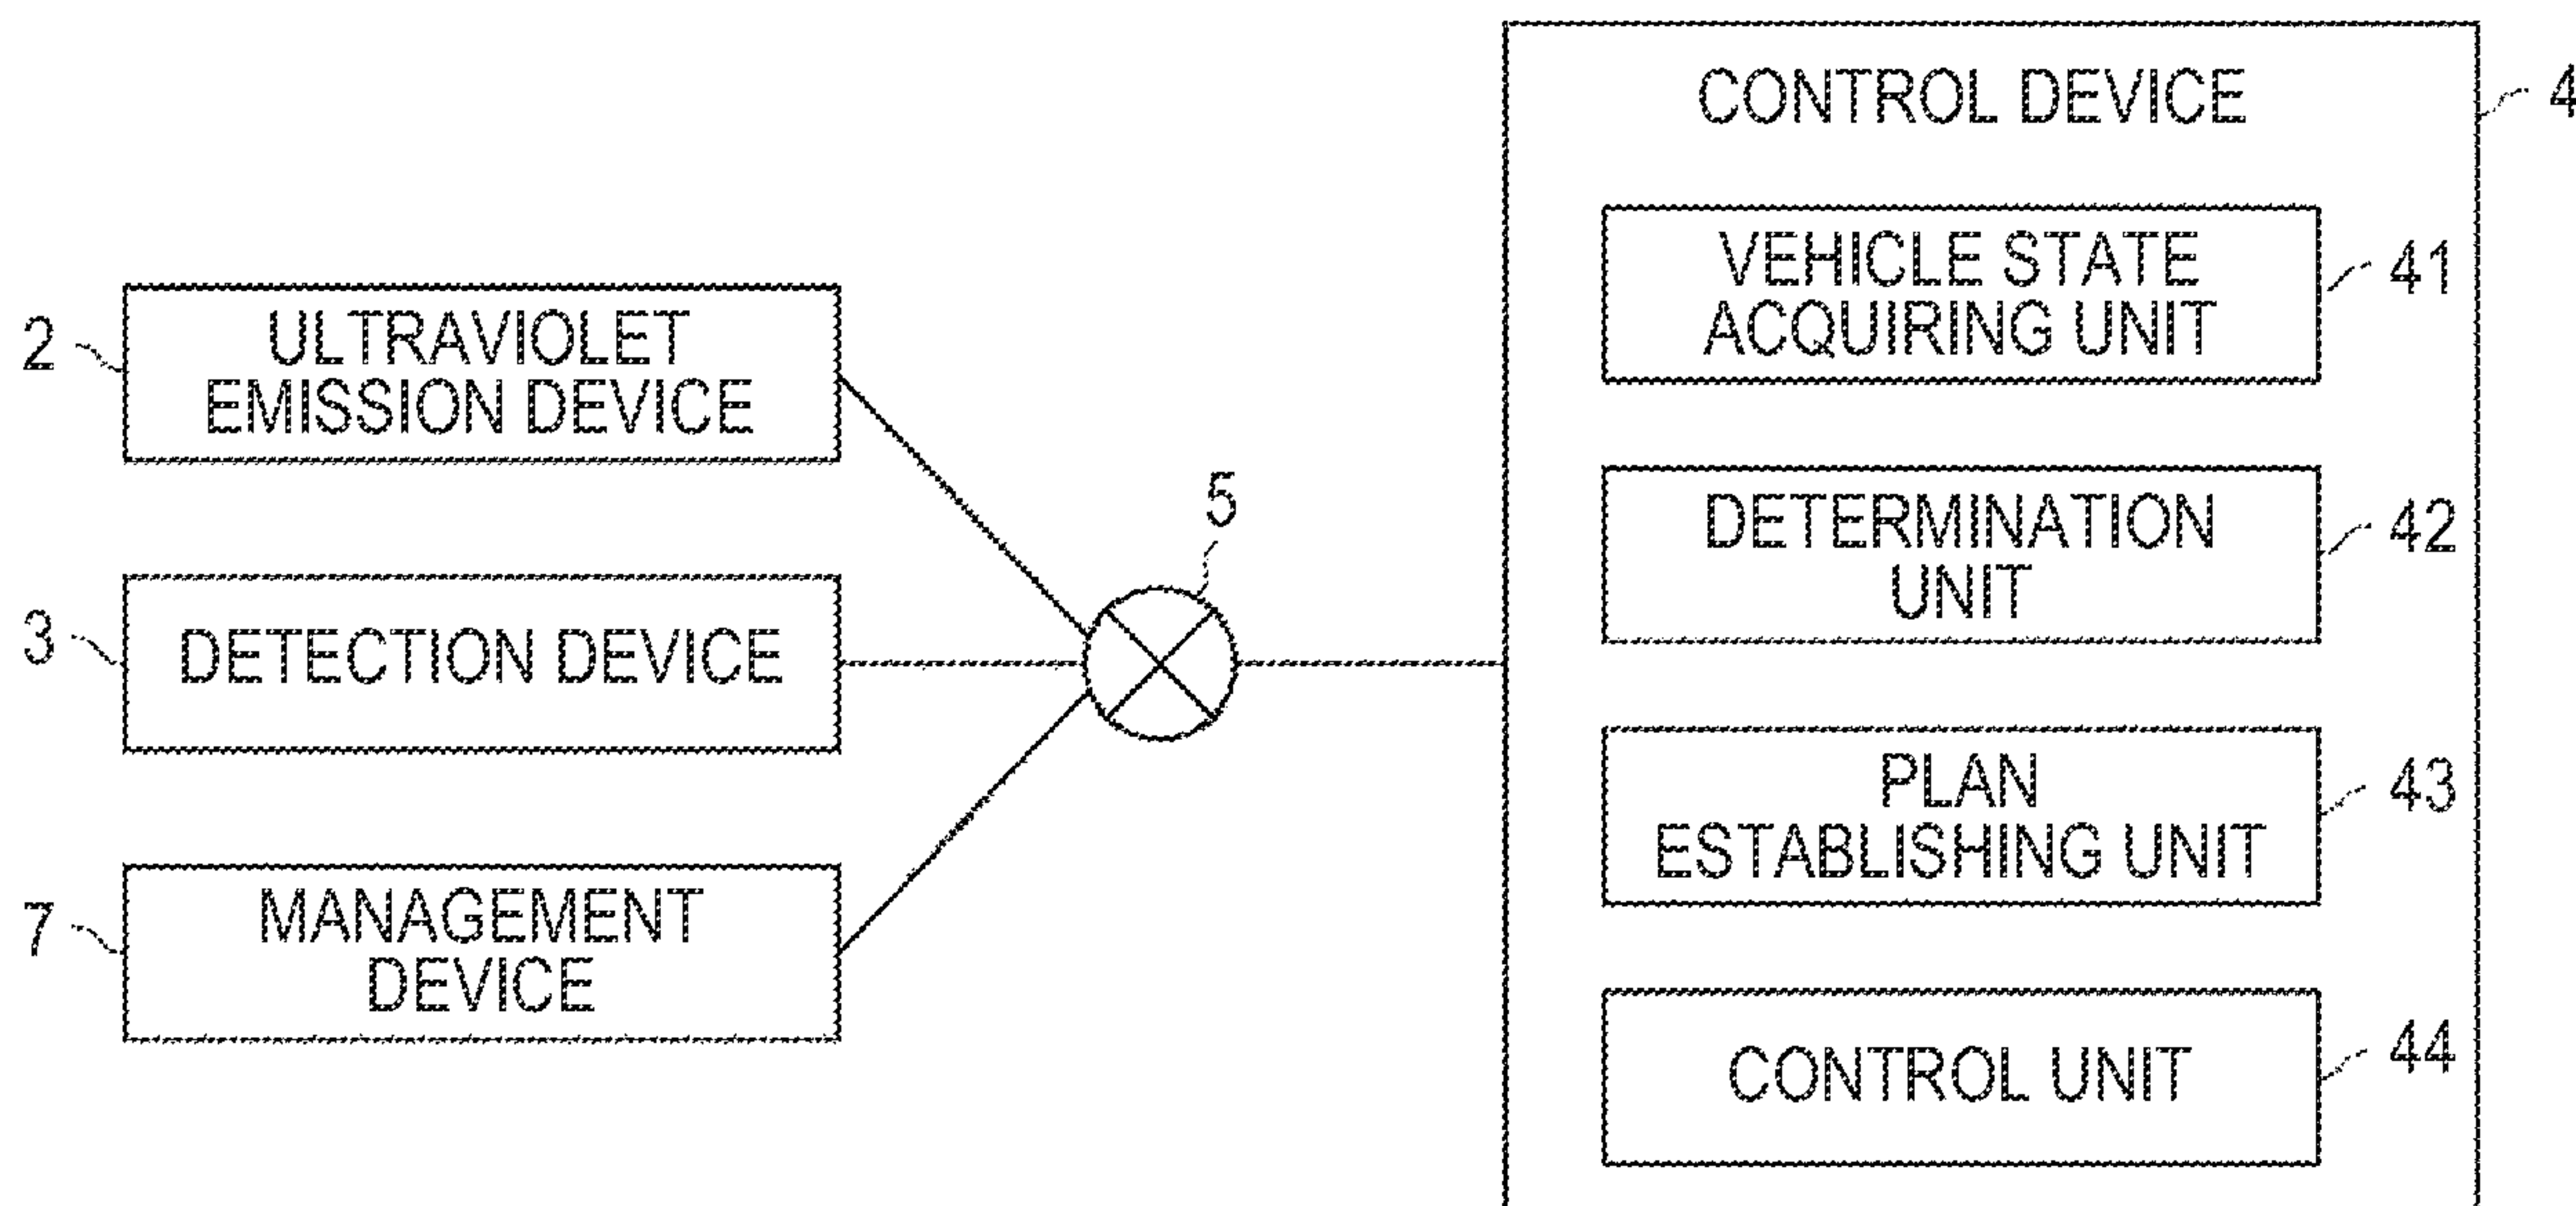 2
ULTRAVIOLET
EMISSION DEVICE
3
DETECTION DEVICE
7
MANAGEMENT
DEVICE
5
CONTROL DEVICE
4
VEHICLE STATE
ACQUIRING UNIT
41
DETERMINATION
UNIT
42
PLAN
ESTABLISHING UNIT
43
CONTROL UNIT
44